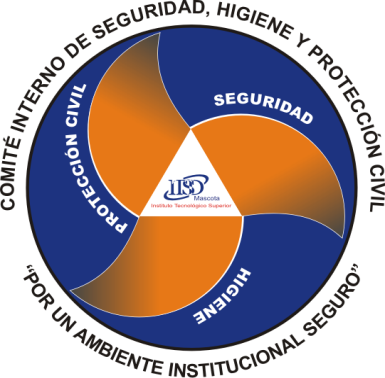 COMITÉ INTERNO DE SEGURIDAD, HIGIENE Y PROTECCIÓN CIVIL
PROTECCIÓN CIVIL
SEGURIDAD
HIGIENE
Mascota
Instituto Tecnológico Superior
"POR UN AMBIENTE INSTITUCIONAL SEGURO"